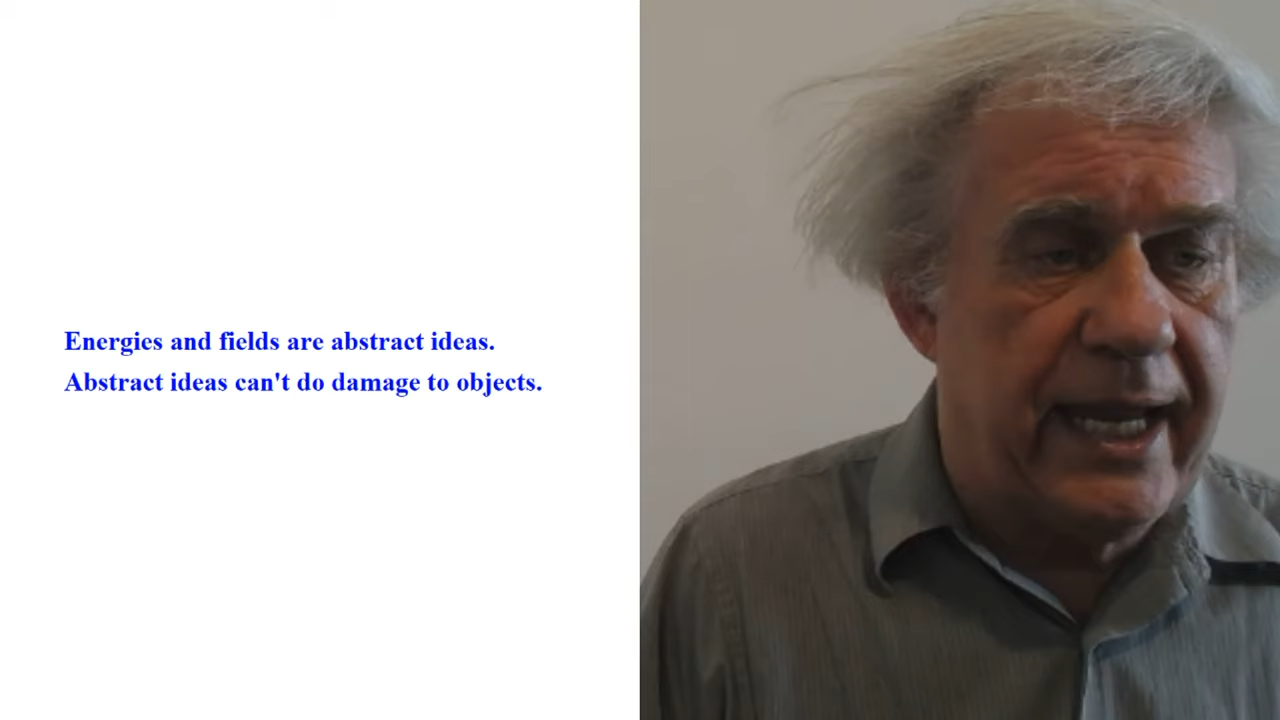 Energies and fields are abstract ideas.
Abstract ideas can't do damage to objects.